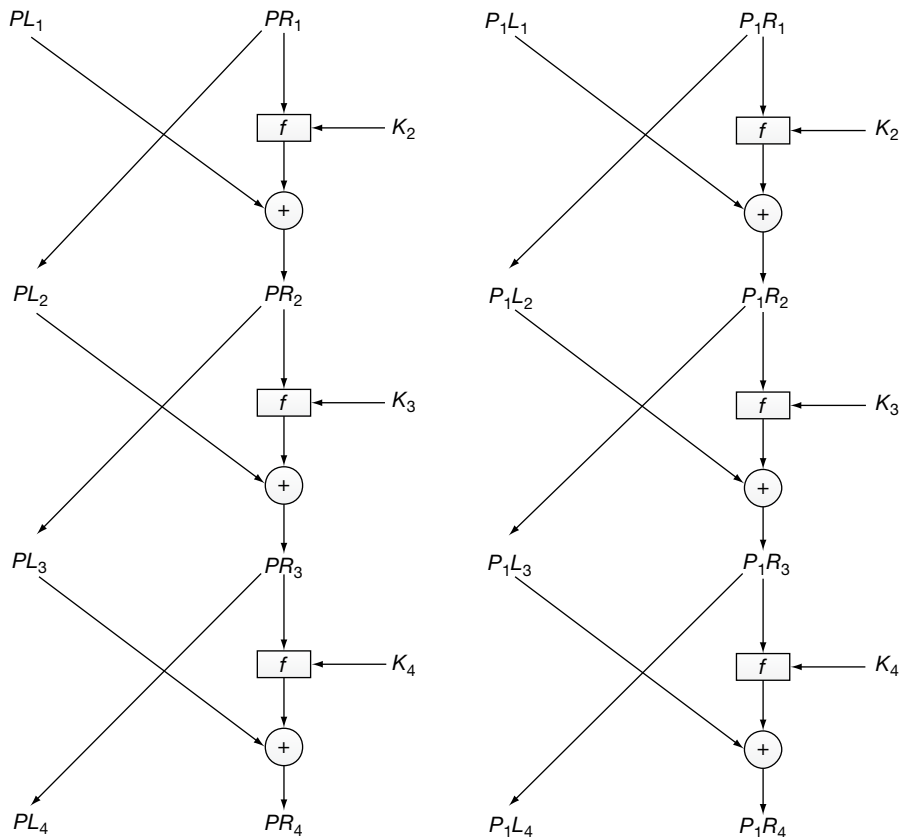 PL₁ PR₁ P₁L₁ P₁R₁
f K₂ f K₂
+ +
PL₂ PR₂ P₁L₂ P₁R₂
f K₃ f K₃
+ +
PL₃ PR₃ P₁L₃ P₁R₃
f K₄ f K₄
+ +
PL₄ PR₄ P₁L₄ P₁R₄